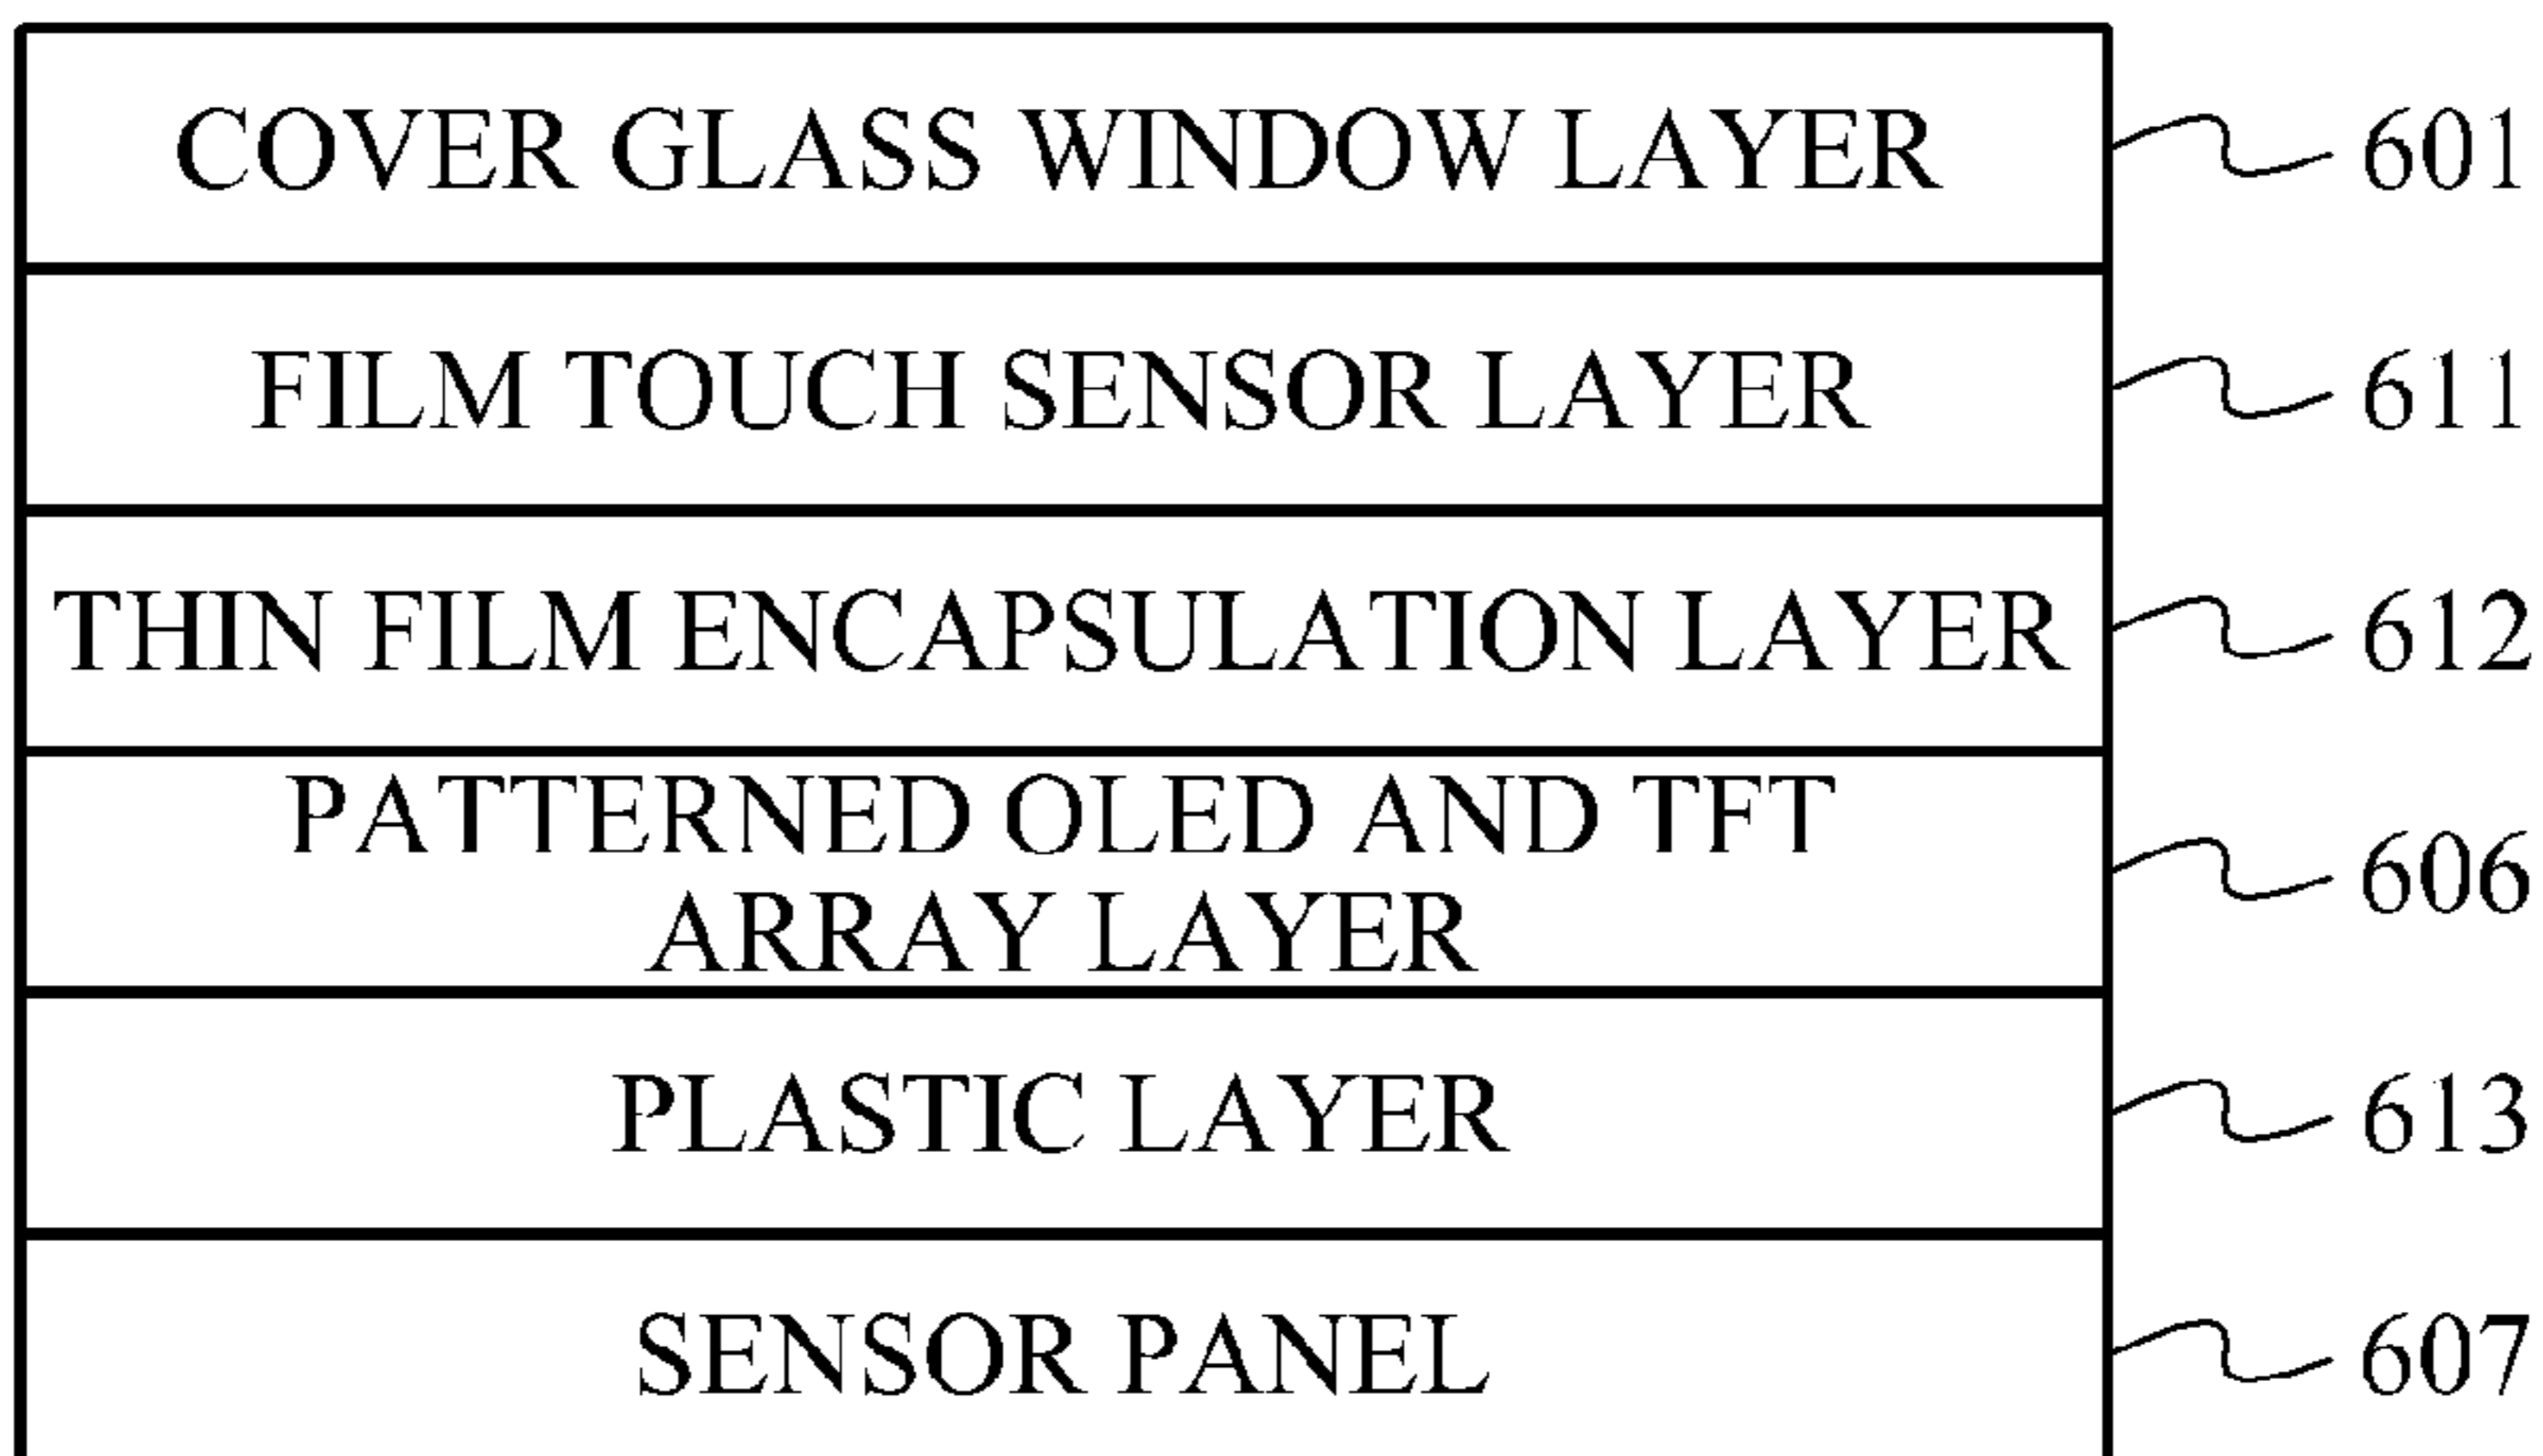 COVER GLASS WINDOW LAYER 601
FILM TOUCH SENSOR LAYER 611
THIN FILM ENCAPSULATION LAYER 612
PATTERNED OLED AND TFT
ARRAY LAYER 606
PLASTIC LAYER 613
SENSOR PANEL 607